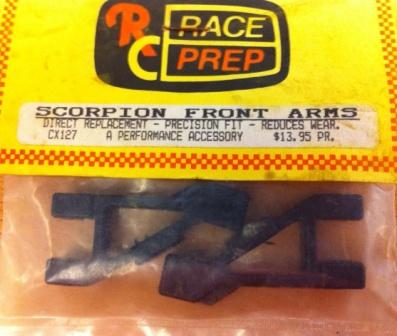 RC RACE
PREP
SCORPION FRONT ARMS
DIRECT REPLACEMENT - PRECISION FIT - REDUCES WEAR.
CX127 A PERFORMANCE ACCESSORY $13.95 PR.